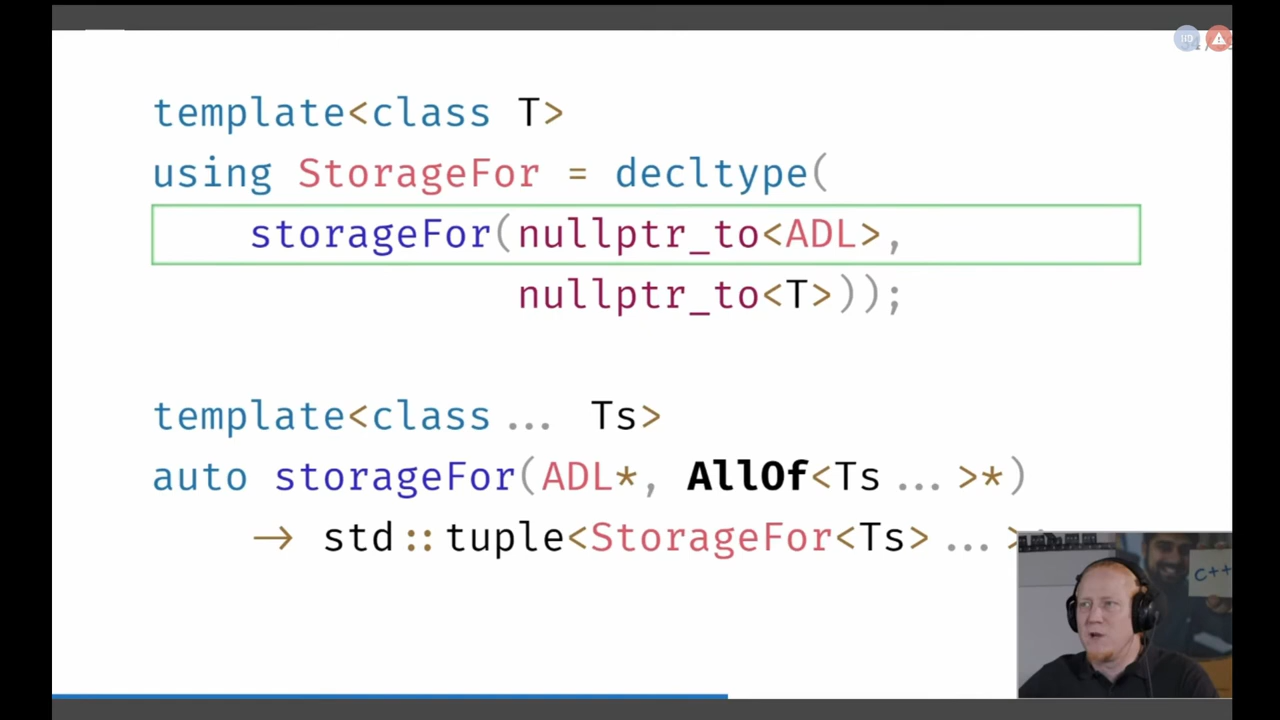 template<class T>
using StorageFor = decltype(
storageFor(nullptr_to<ADL>,
nullptr_to<T>));
template<class ... Ts>
auto storageFor(ADL*, AllOf<Ts ... >*)
→ std::tuple<StorageFor<Ts> ... >
C++